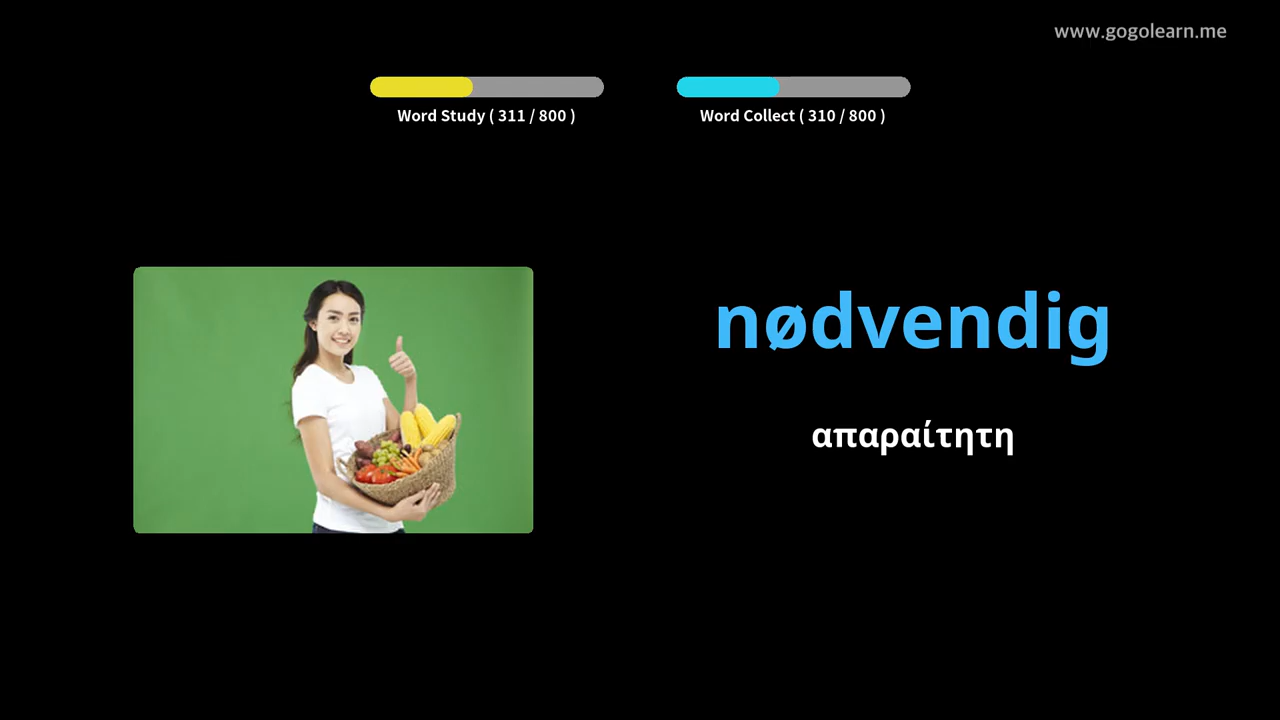 www.gogolearn.me
Word Study ( 311 / 800 )
Word Collect ( 310 / 800 )
nødvendig
απαραίτητη